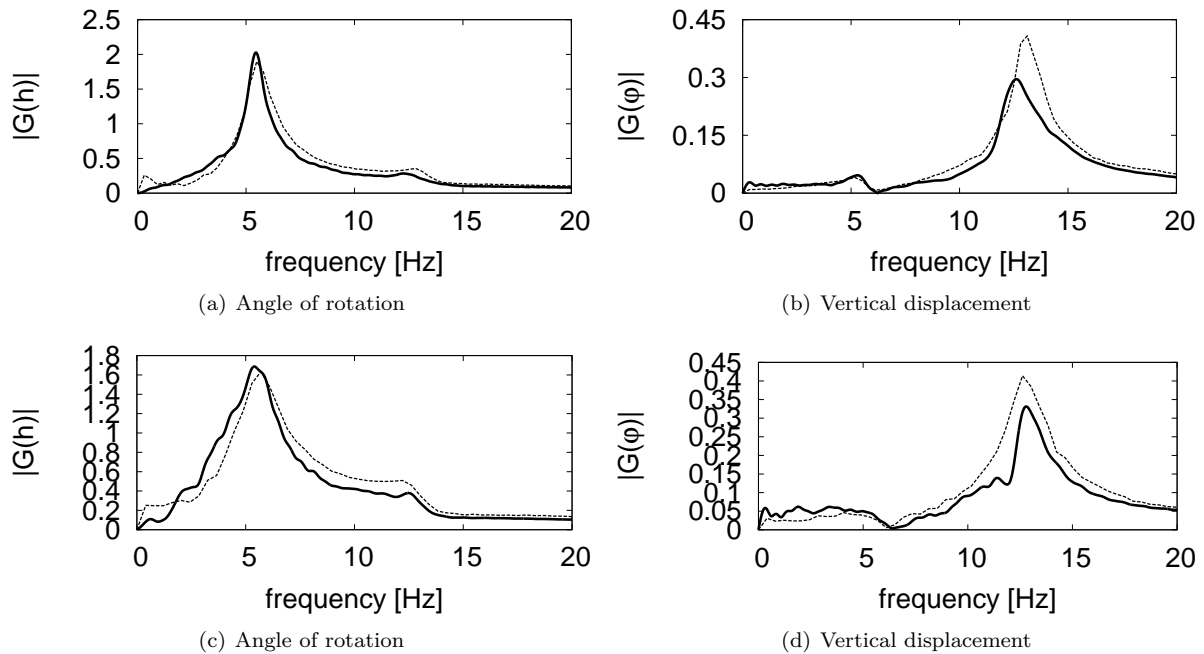 2.5
2
1.5
1
0.5
0
|G(h)|
0 5 10 15 20
frequency [Hz]
(a) Angle of rotation
0.45
0.3
0.15
0
|G(φ)|
0 5 10 15 20
frequency [Hz]
(b) Vertical displacement
1.8
1.6
1.4
1.2
1
0.8
0.6
0.4
0.2
0
|G(h)|
0 5 10 15 20
frequency [Hz]
(c) Angle of rotation
0.45
0.4
0.35
0.3
0.25
0.2
0.15
0.1
0.05
0
|G(φ)|
0 5 10 15 20
frequency [Hz]
(d) Vertical displacement